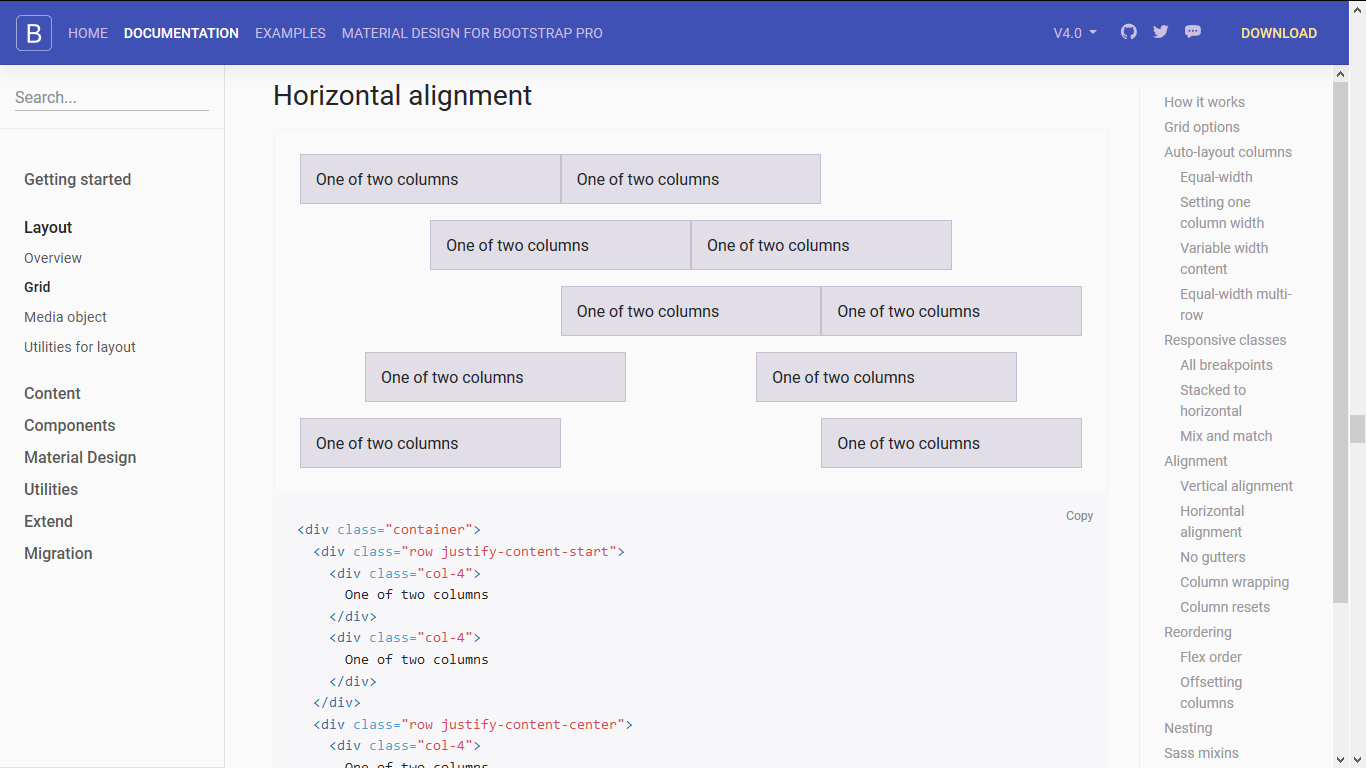 B HOME DOCUMENTATION EXAMPLES MATERIAL DESIGN FOR BOOTSTRAP PRO V4.0 DOWNLOAD
Search...
Getting started
Layout
Overview
Grid
Media object
Utilities for layout
Content
Components
Material Design
Utilities
Extend
Migration
Horizontal alignment
One of two columns One of two columns
One of two columns One of two columns
One of two columns One of two columns
One of two columns One of two columns
One of two columns One of two columns
Copy
<div class="container">
  <div class="row justify-content-start">
    <div class="col-4">
      One of two columns
    </div>
    <div class="col-4">
      One of two columns
    </div>
  </div>
  <div class="row justify-content-center">
    <div class="col-4">
      One of two columns
How it works
Grid options
Auto-layout columns
Equal-width
Setting one
column width
Variable width
content
Equal-width multi-
row
Responsive classes
All breakpoints
Stacked to
horizontal
Mix and match
Alignment
Vertical alignment
Horizontal
alignment
No gutters
Column wrapping
Column resets
Reordering
Flex order
Offsetting
columns
Nesting
Sass mixins